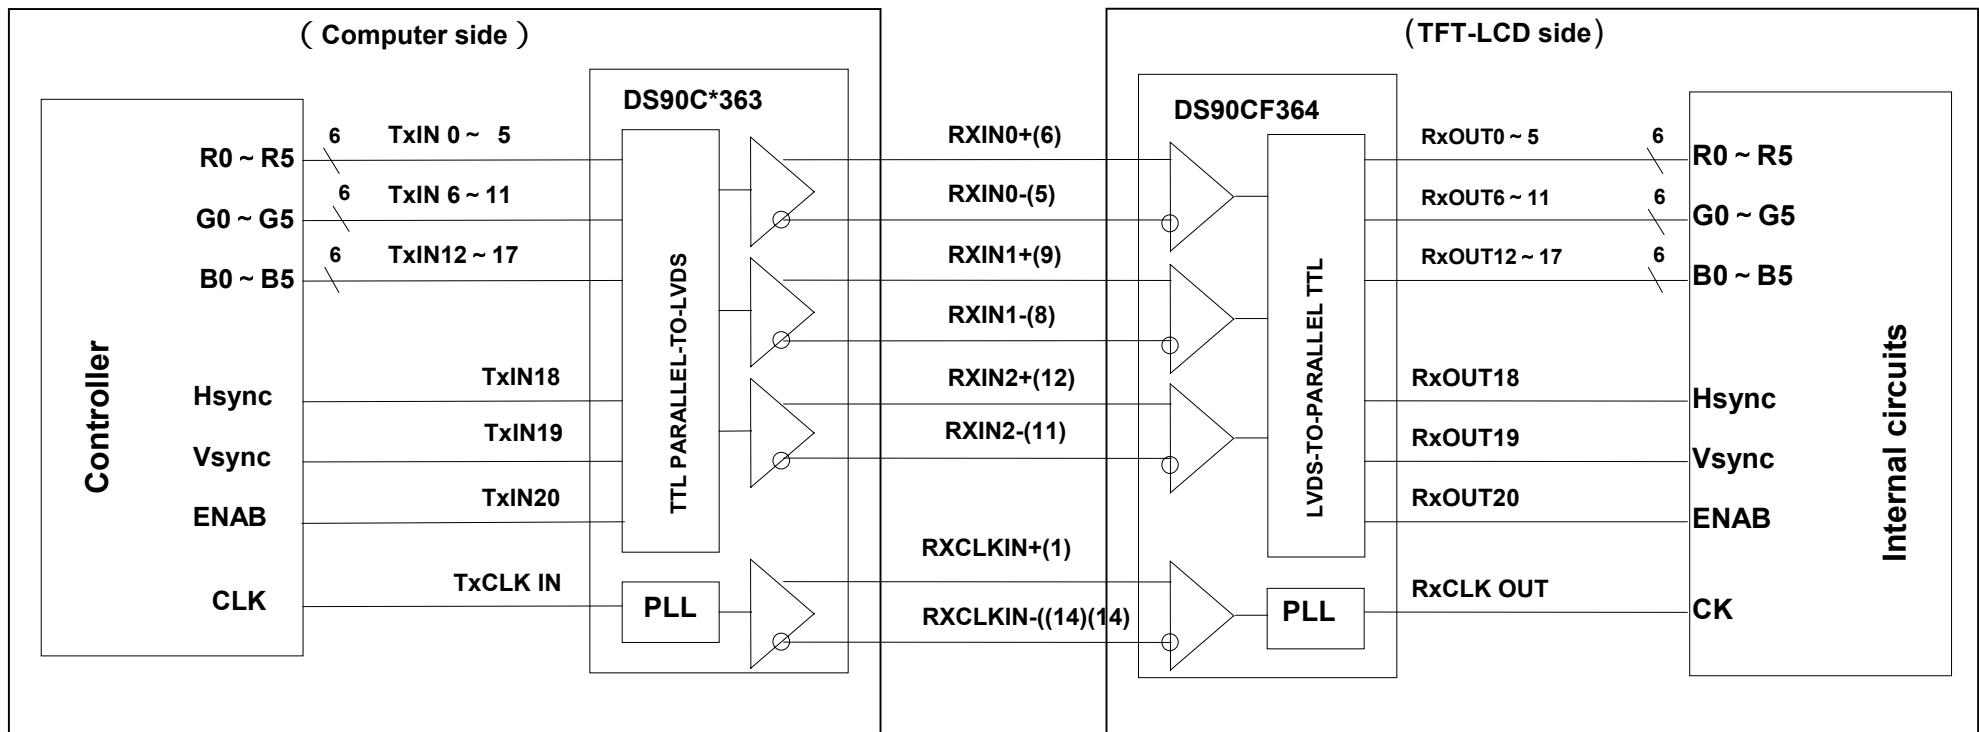 ( Computer side )
(TFT-LCD side)
DS90C*363
DS90CF364
Controller
R0 ~ R5
6
TxIN 0 ~ 5
G0 ~ G5
6
TxIN 6 ~ 11
B0 ~ B5
6
TxIN12 ~ 17
Hsync
TxIN18
Vsync
TxIN19
ENAB
TxIN20
CLK
TxCLK IN
TTL PARALLEL-TO-LVDS
PLL
RXIN0+(6)
RXIN0-(5)
RXIN1+(9)
RXIN1-(8)
RXIN2+(12)
RXIN2-(11)
RXCLKIN+(1)
RXCLKIN-((14)(14)
LVDS-TO-PARALLEL TTL
PLL
RxOUT0 ~ 5
6
R0 ~ R5
RxOUT6 ~ 11
6
G0 ~ G5
RxOUT12 ~ 17
6
B0 ~ B5
RxOUT18
Hsync
RxOUT19
Vsync
RxOUT20
ENAB
RxCLK OUT
CK
Internal circuits